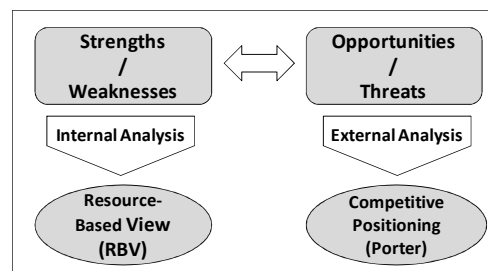 Strengths
/
Weaknesses
Opportunities
/
Threats
Internal Analysis
External Analysis
Resource-
Based View
(RBV)
Competitive
Positioning
(Porter)